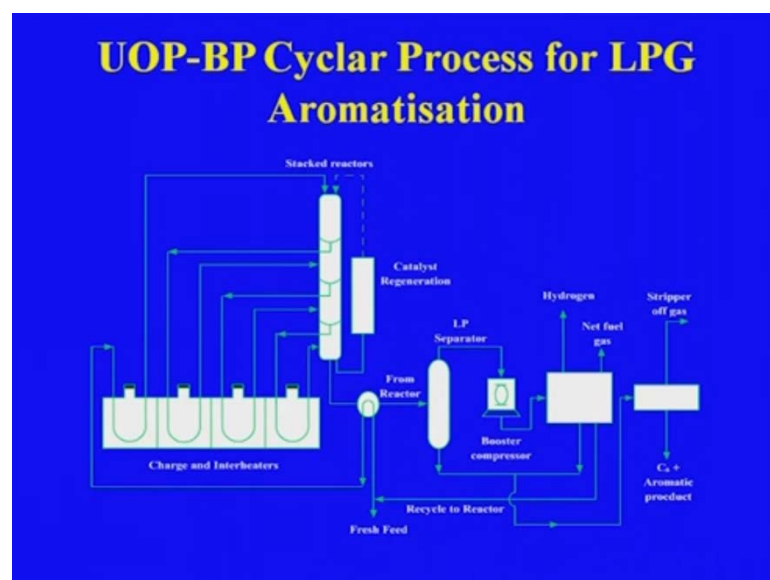 UOP-BP Cyclar Process for LPG
Aromatisation
Stacked reactors
Catalyst
Regeneration
Hydrogen
Stripper
off gas
Net fuel
gas
LP
Separator
From
Reactor
Booster
compressor
Charge and Interheaters
C₆ +
Aromatic
procduct
Recycle to Reactor
Fresh Feed